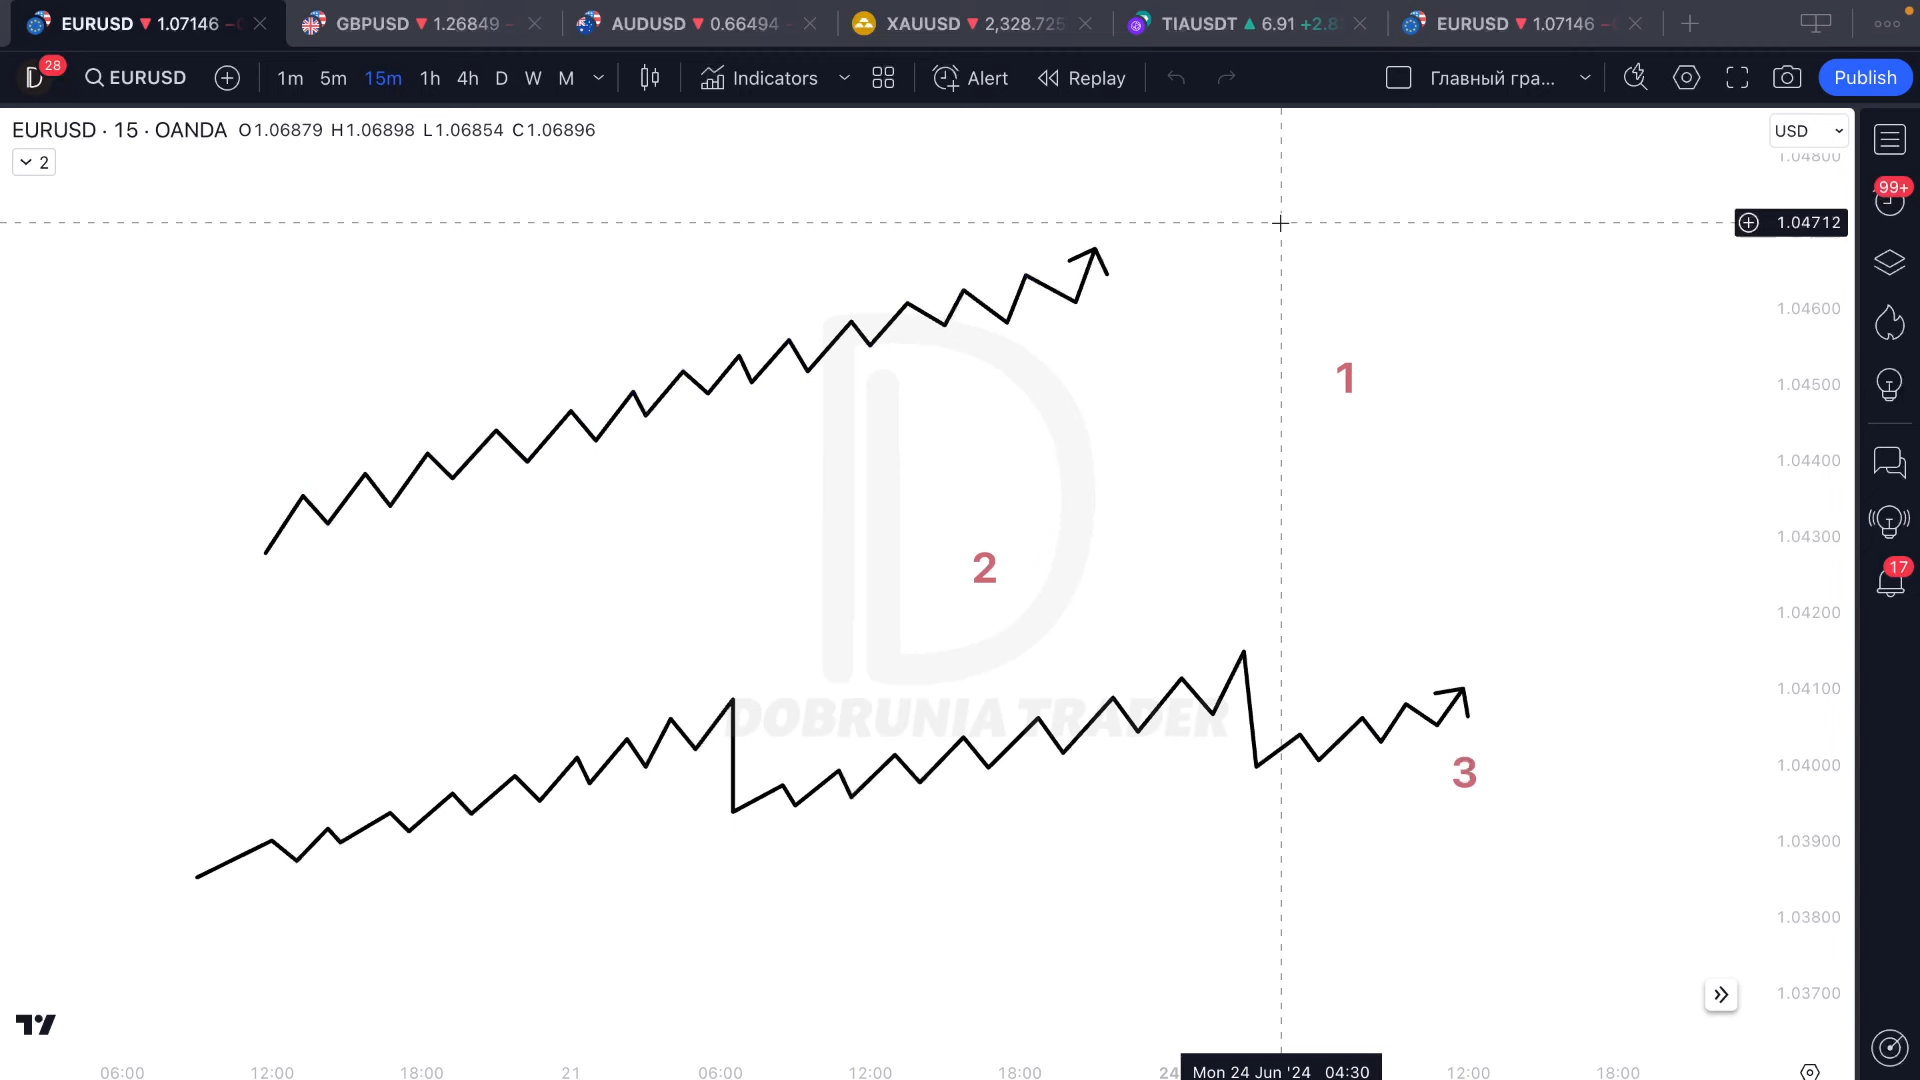 EURUSD 1.07146
GBPUSD 1.26849
AUDUSD 0.66494
XAUUSD 2,328.725
TIAUSDT 6.91 +2.8
EURUSD 1.07146
28
EURUSD
1m 5m 15m 1h 4h D W M
Indicators
Alert
Replay
Главный гра...
Publish
EURUSD · 15 · OANDA O1.06879 H1.06898 L1.06854 C1.06896
2
USD
1.04800
99+
1.04712
1.04600
1
1.04500
1.04400
1.04300
2
17
1.04200
1.04100
DOBRUNIA TRADER
3
1.04000
1.03900
1.03800
1.03700
06:00 12:00 18:00 21 06:00 12:00 18:00 24 Mon 24 Jun '24 04:30 12:00 18:00